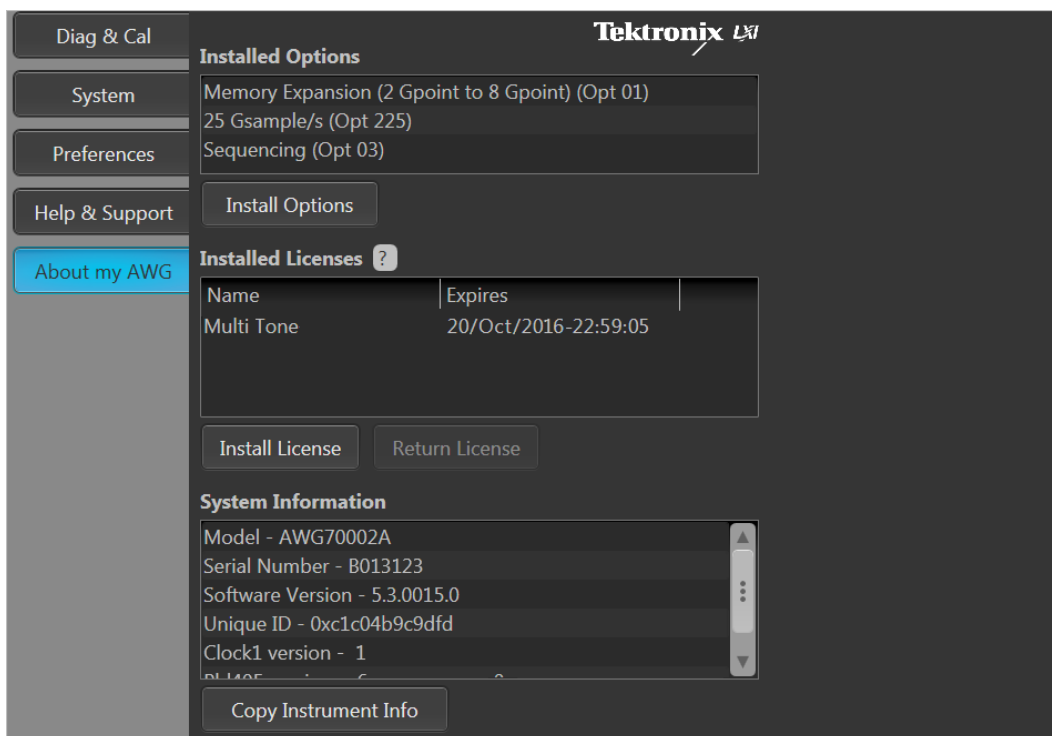 Diag & Cal
System
Preferences
Help & Support
About my AWG
Tektronix LXI
Installed Options
Memory Expansion (2 Gpoint to 8 Gpoint) (Opt 01)
25 Gsample/s (Opt 225)
Sequencing (Opt 03)
Install Options
Installed Licenses ?
Name Expires
Multi Tone 20/Oct/2016-22:59:05
Install License Return License
System Information
Model - AWG70002A
Serial Number - B013123
Software Version - 5.3.0015.0
Unique ID - 0xc1c04b9c9dfd
Clock1 version -  1
Copy Instrument Info